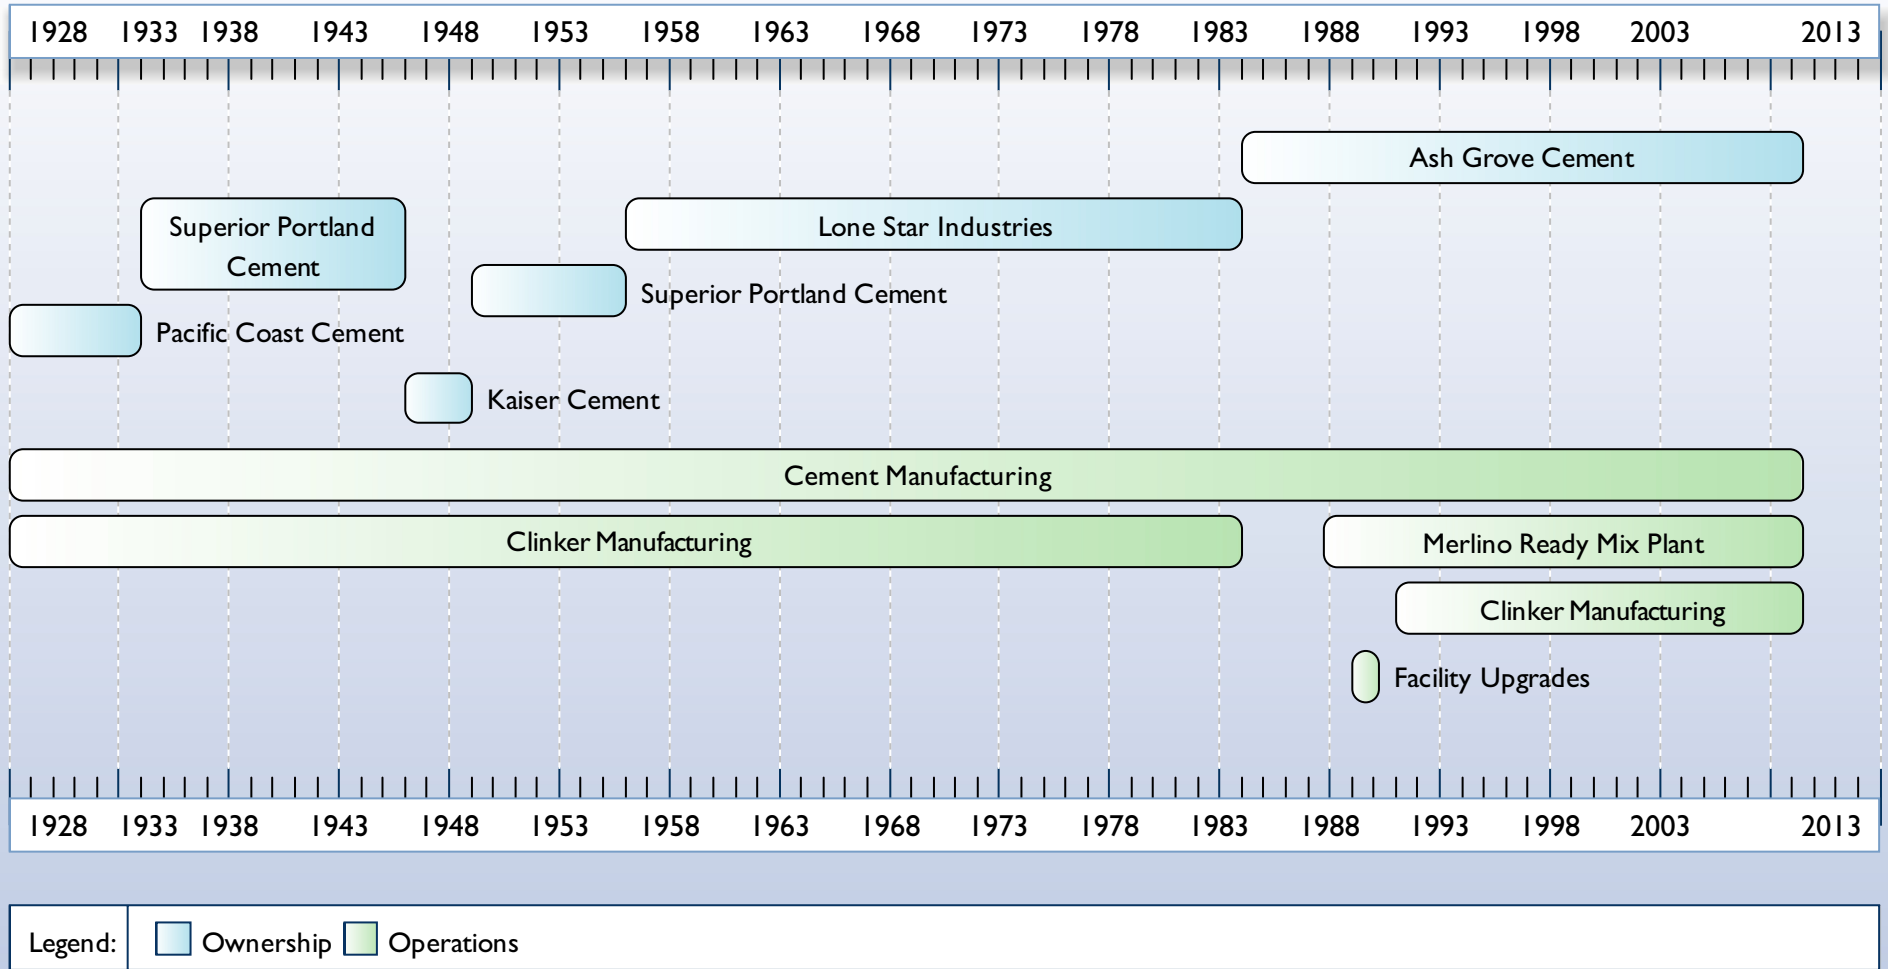 1928 1933 1938 1943 1948 1953 1958 1963 1968 1973 1978 1983 1988 1993 1998 2003 2013
Ash Grove Cement
Superior Portland
Cement
Lone Star Industries
Superior Portland Cement
Pacific Coast Cement
Kaiser Cement
Cement Manufacturing
Clinker Manufacturing
Merlino Ready Mix Plant
Clinker Manufacturing
Facility Upgrades
1928 1933 1938 1943 1948 1953 1958 1963 1968 1973 1978 1983 1988 1993 1998 2003 2013
Legend: Ownership Operations